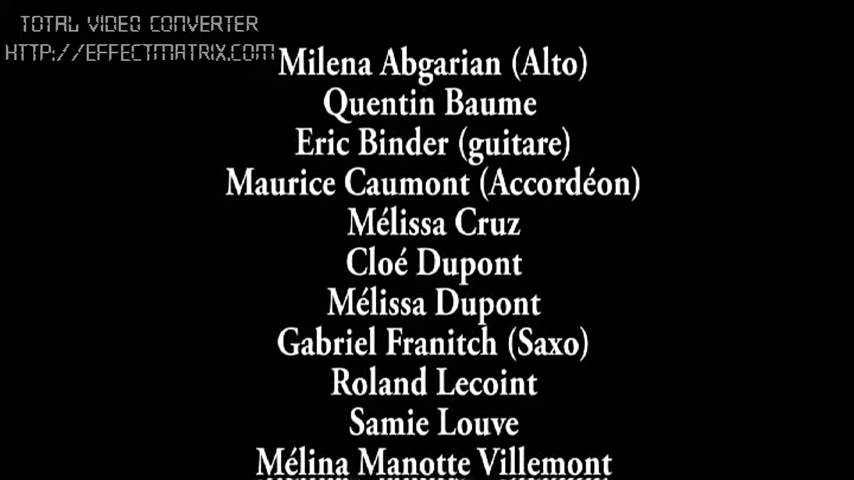 TOTAL VIDEO CONVERTER
HTTP://EFFECTMATRIX.COM
Milena Abgarian (Alto)
Quentin Baume
Eric Binder (guitare)
Maurice Caumont (Accordéon)
Mélissa Cruz
Cloé Dupont
Mélissa Dupont
Gabriel Franitch (Saxo)
Roland Lecoint
Samie Louve
Mélina Manotte Villemont